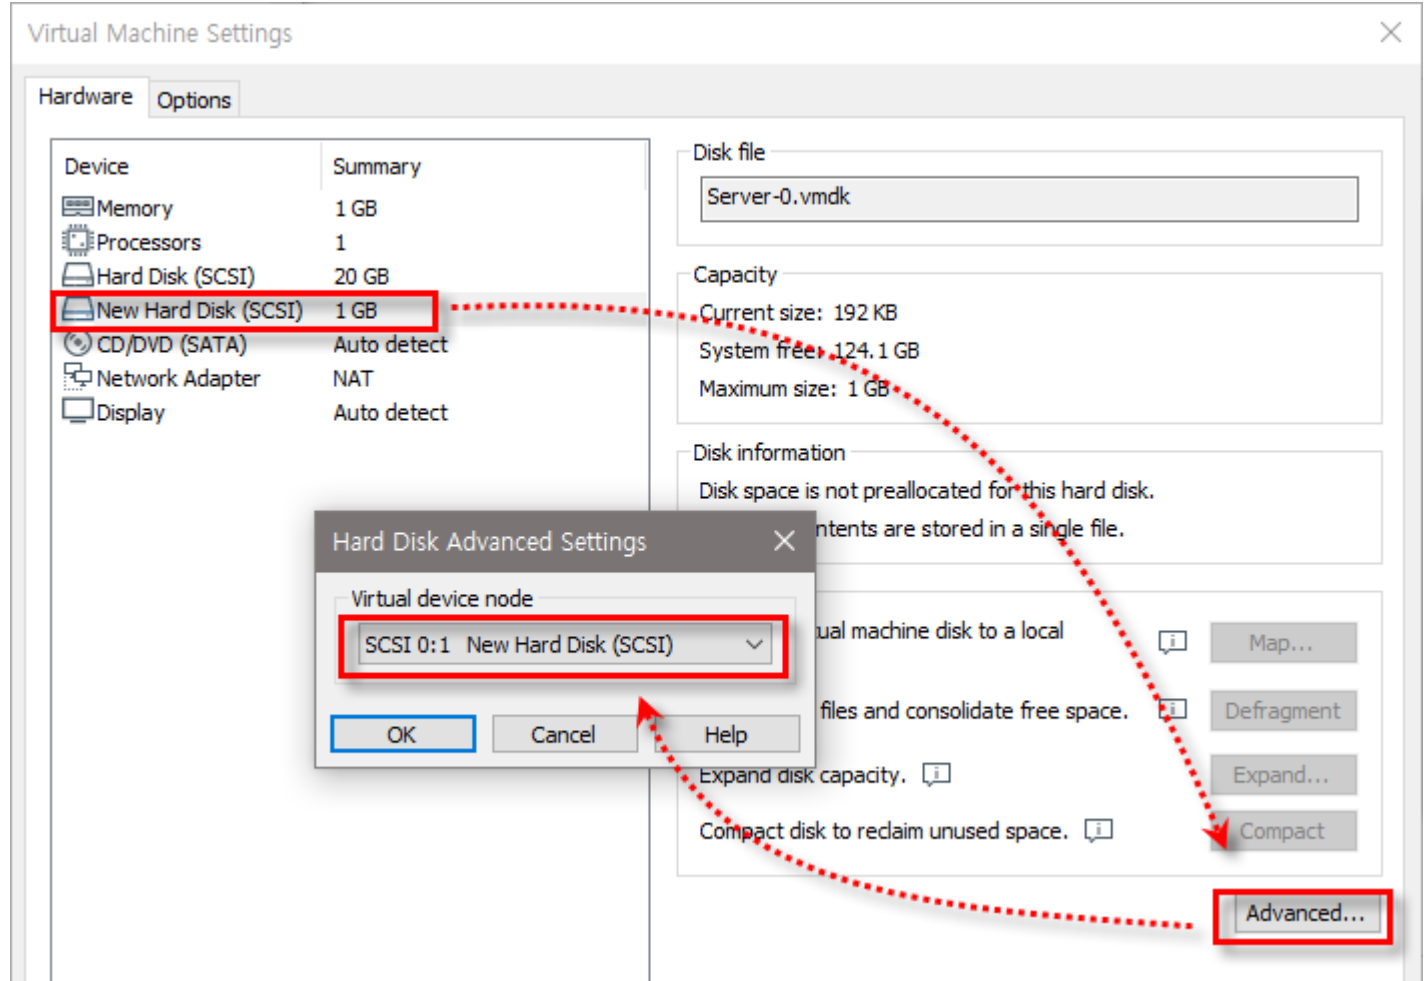 Virtual Machine Settings
Hardware Options
Device Summary
Memory 1 GB
Processors 1
Hard Disk (SCSI) 20 GB
New Hard Disk (SCSI) 1 GB
CD/DVD (SATA) Auto detect
Network Adapter NAT
Display Auto detect
Disk file
Server-0.vmdk
Capacity
Current size: 192 KB
System free: 124.1 GB
Maximum size: 1 GB
Disk information
Disk space is not preallocated for this hard disk.
ntents are stored in a single file.
ual machine disk to a local
Map...
files and consolidate free space.
Defragment
Expand disk capacity.
Expand...
Compact disk to reclaim unused space.
Compact
Advanced...
Hard Disk Advanced Settings
Virtual device node
SCSI 0:1 New Hard Disk (SCSI)
OK Cancel Help